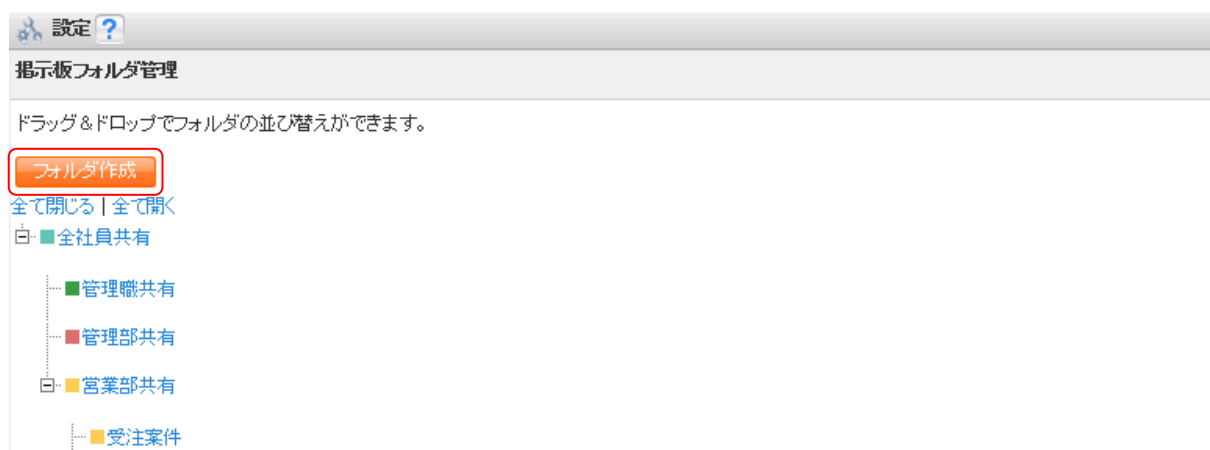 設定 ?
掲示板フォルダ管理
ドラッグ&ドロップでフォルダの並び替えができます。
フォルダ作成
全て閉じる | 全て開く
全社員共有
管理職共有
管理部共有
営業部共有
受注案件